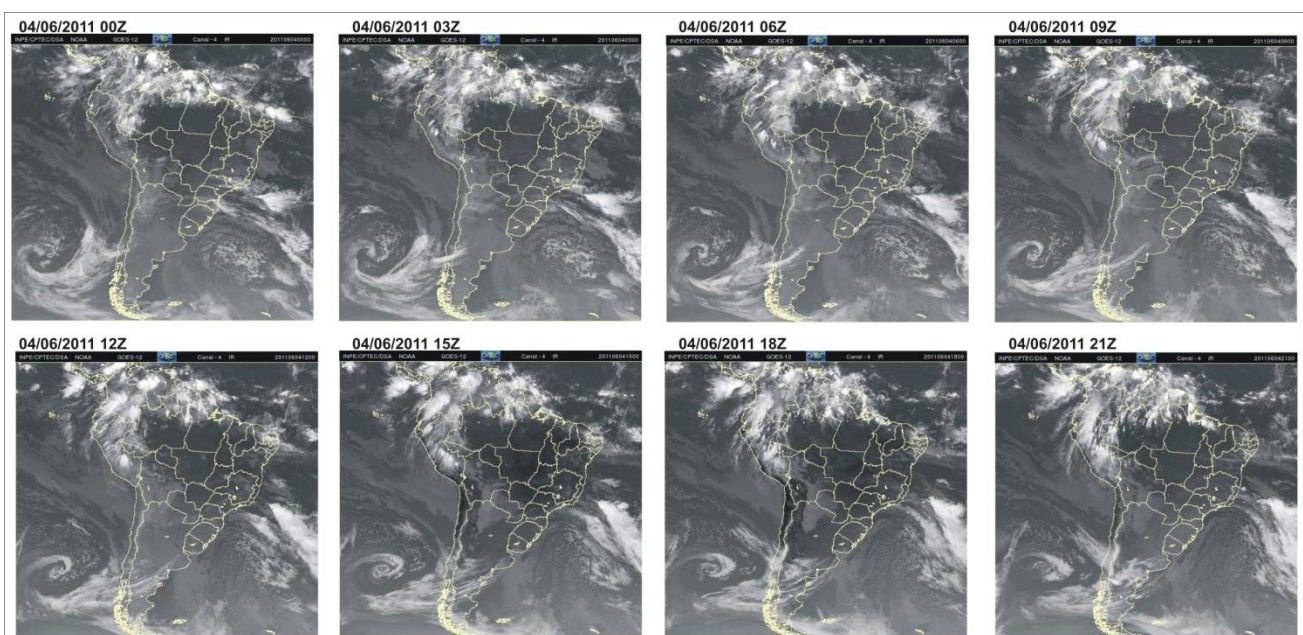 04/06/2011 00Z
INPE/CPTEC/DSA NOAA GOES-12 Canal - 4 IR 201106040000
04/06/2011 03Z
INPE/CPTEC/DSA NOAA GOES-12 Canal - 4 IR 201106040300
04/06/2011 06Z
INPE/CPTEC/DSA NOAA GOES-12 Canal - 4 IR 201106040600
04/06/2011 09Z
INPE/CPTEC/DSA NOAA GOES-12 Canal - 4 IR 201106040900
04/06/2011 12Z
INPE/CPTEC/DSA NOAA GOES-12 Canal - 4 IR 201106041200
04/06/2011 15Z
INPE/CPTEC/DSA NOAA GOES-12 Canal - 4 IR 201106041500
04/06/2011 18Z
INPE/CPTEC/DSA NOAA GOES-12 Canal - 4 IR 201106041800
04/06/2011 21Z
INPE/CPTEC/DSA NOAA GOES-12 Canal - 4 IR 201106042100